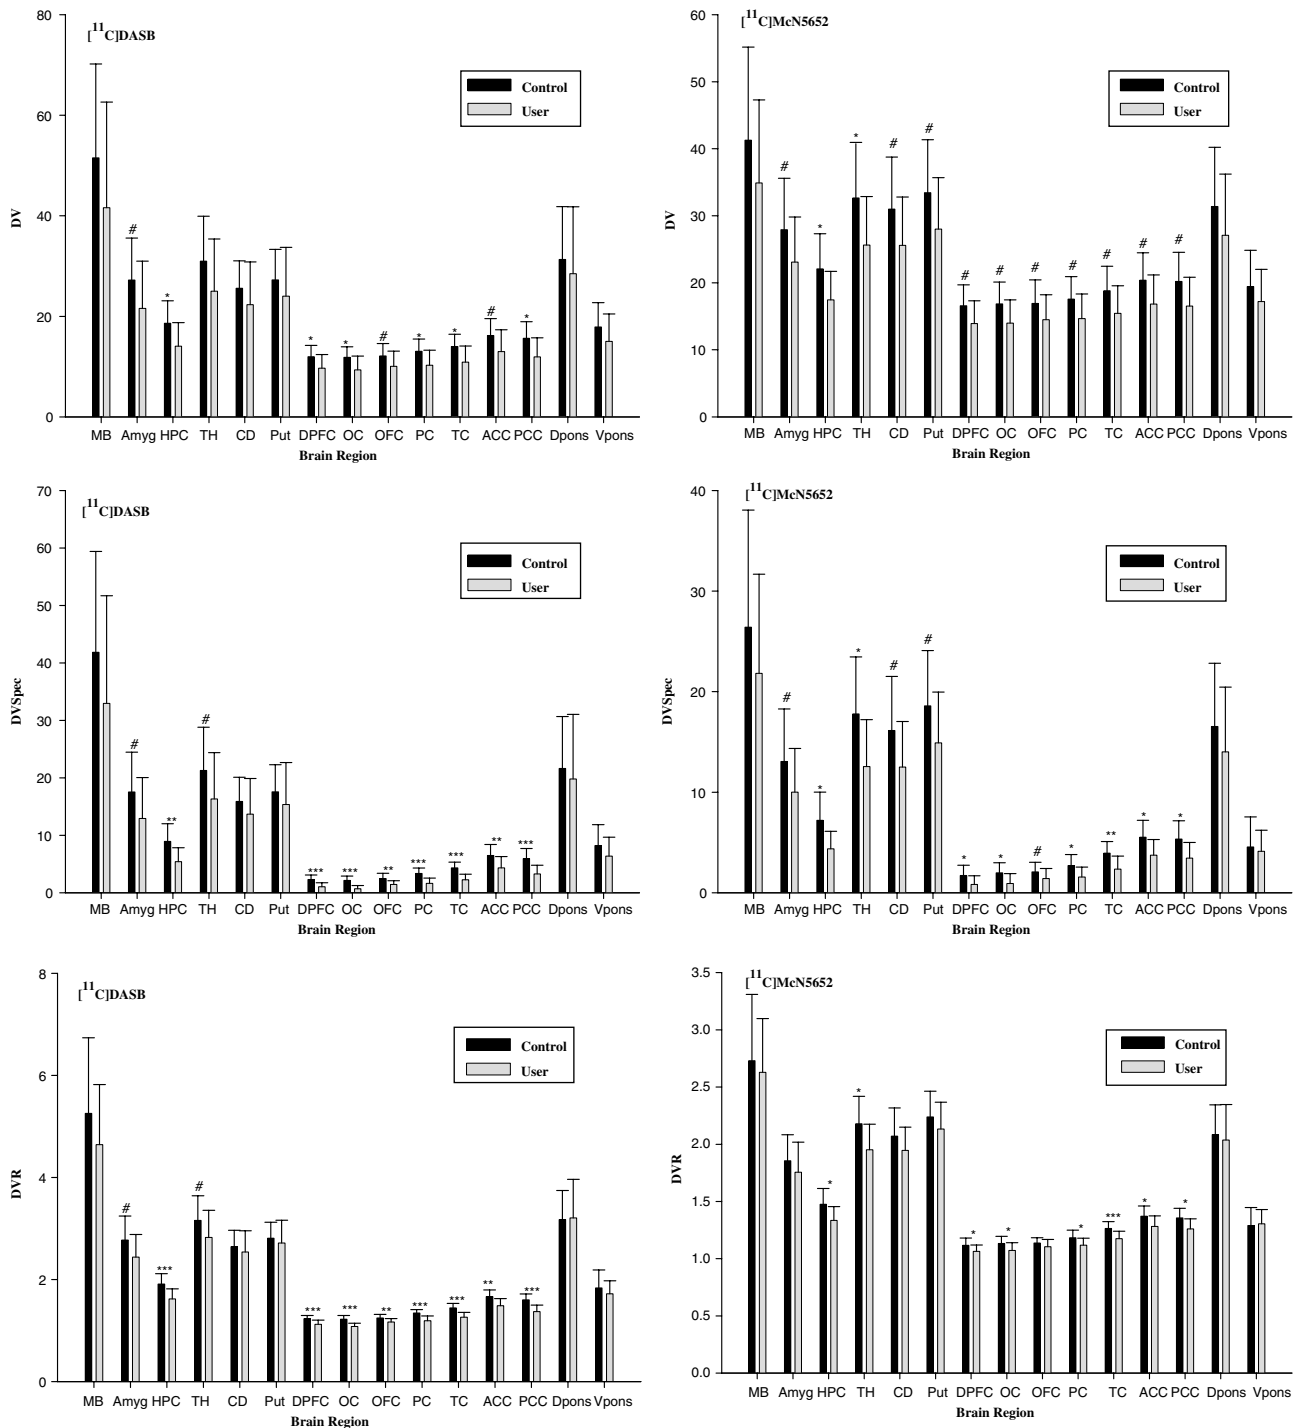 [11C]DASB
Control
User
DV
80
60
40
20
0
# * * * # * * # *
MB Amyg HPC TH CD Put DPFC OC OFC PC TC ACC PCC Dpons Vpons
Brain Region
[11C]McN5652
Control
User
DV
60
50
40
30
20
10
0
# * * # # # # # # # # #
MB Amyg HPC TH CD Put DPFC OC OFC PC TC ACC PCC Dpons Vpons
Brain Region
[11C]DASB
Control
User
DVSpec
70
60
50
40
30
20
10
0
# ** # *** *** ** *** *** ** ***
MB Amyg HPC TH CD Put DPFC OC OFC PC TC ACC PCC Dpons Vpons
Brain Region
[11C]McN5652
Control
User
DVSpec
40
30
20
10
0
# * * # # * * # * ** * *
MB Amyg HPC TH CD Put DPFC OC OFC PC TC ACC PCC Dpons Vpons
Brain Region
[11C]DASB
Control
User
DVR
8
6
4
2
0
# *** # *** *** ** *** *** ** ***
MB Amyg HPC TH CD Put DPFC OC OFC PC TC ACC PCC Dpons Vpons
Brain Region
[11C]McN5652
Control
User
DVR
3.5
3.0
2.5
2.0
1.5
1.0
0.5
0.0
* * * * * *** * *
MB Amyg HPC TH CD Put DPFC OC OFC PC TC ACC PCC Dpons Vpons
Brain Region